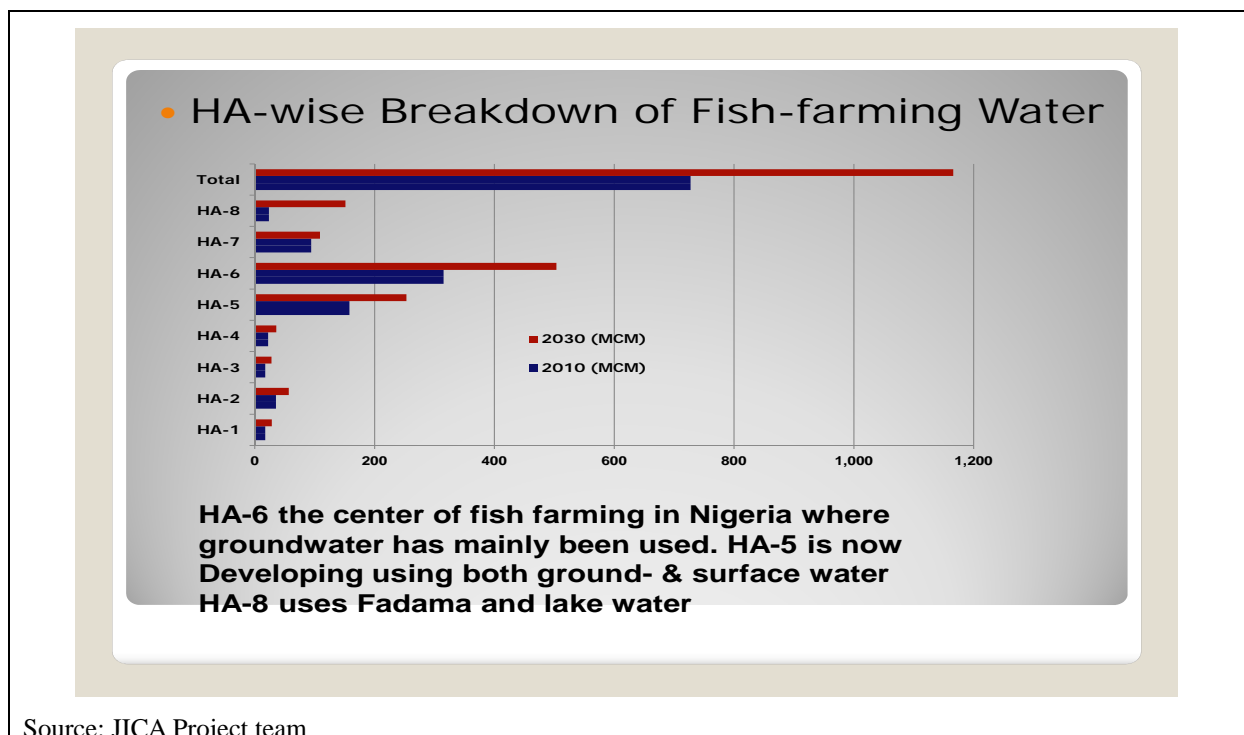 • HA-wise Breakdown of Fish-farming Water
Total
HA-8
HA-7
HA-6
HA-5
HA-4
HA-3
HA-2
HA-1
2030 (MCM)
2010 (MCM)
0 200 400 600 800 1,000 1,200
HA-6 the center of fish farming in Nigeria where
groundwater has mainly been used. HA-5 is now
Developing using both ground- & surface water
HA-8 uses Fadama and lake water
Source: JICA Project team